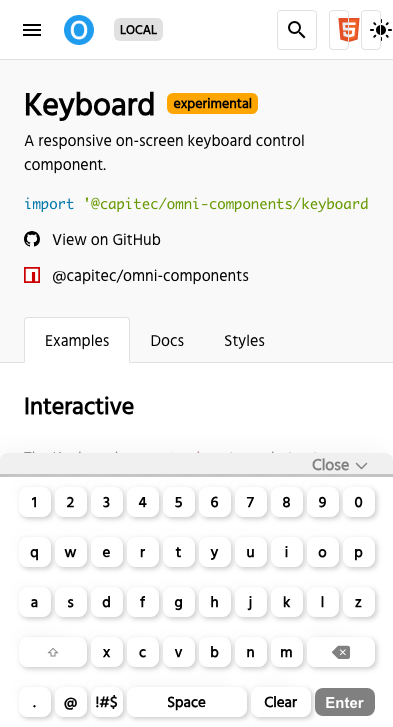 O LOCAL
Keyboard experimental
A responsive on-screen keyboard control
component.
import '@capitec/omni-components/keyboard
View on GitHub
@capitec/omni-components
Examples Docs Styles
Interactive
Close
1 2 3 4 5 6 7 8 9 0
q w e r t y u i o p
a s d f g h j k l z
x c v b n m
. @ !#$ Space Clear Enter